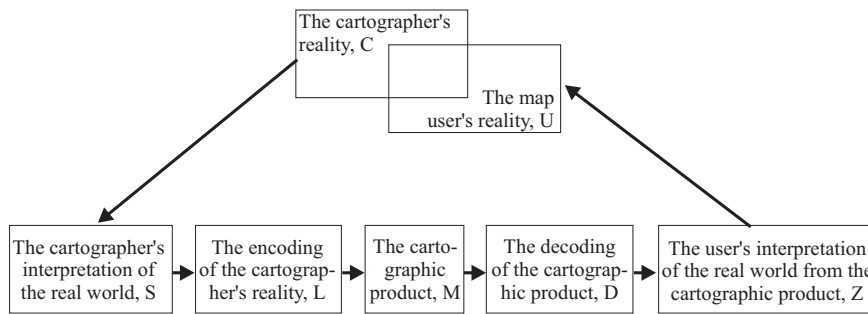 The cartographer's
reality, C
The map
user's reality, U
The cartographer's
interpretation of
the real world, S
The encoding
of the cartograp-
her's reality, L
The carto-
graphic
product, M
The decoding
of the cartograp-
hic product, D
The user's interpretation
of the real world from the
cartographic product, Z